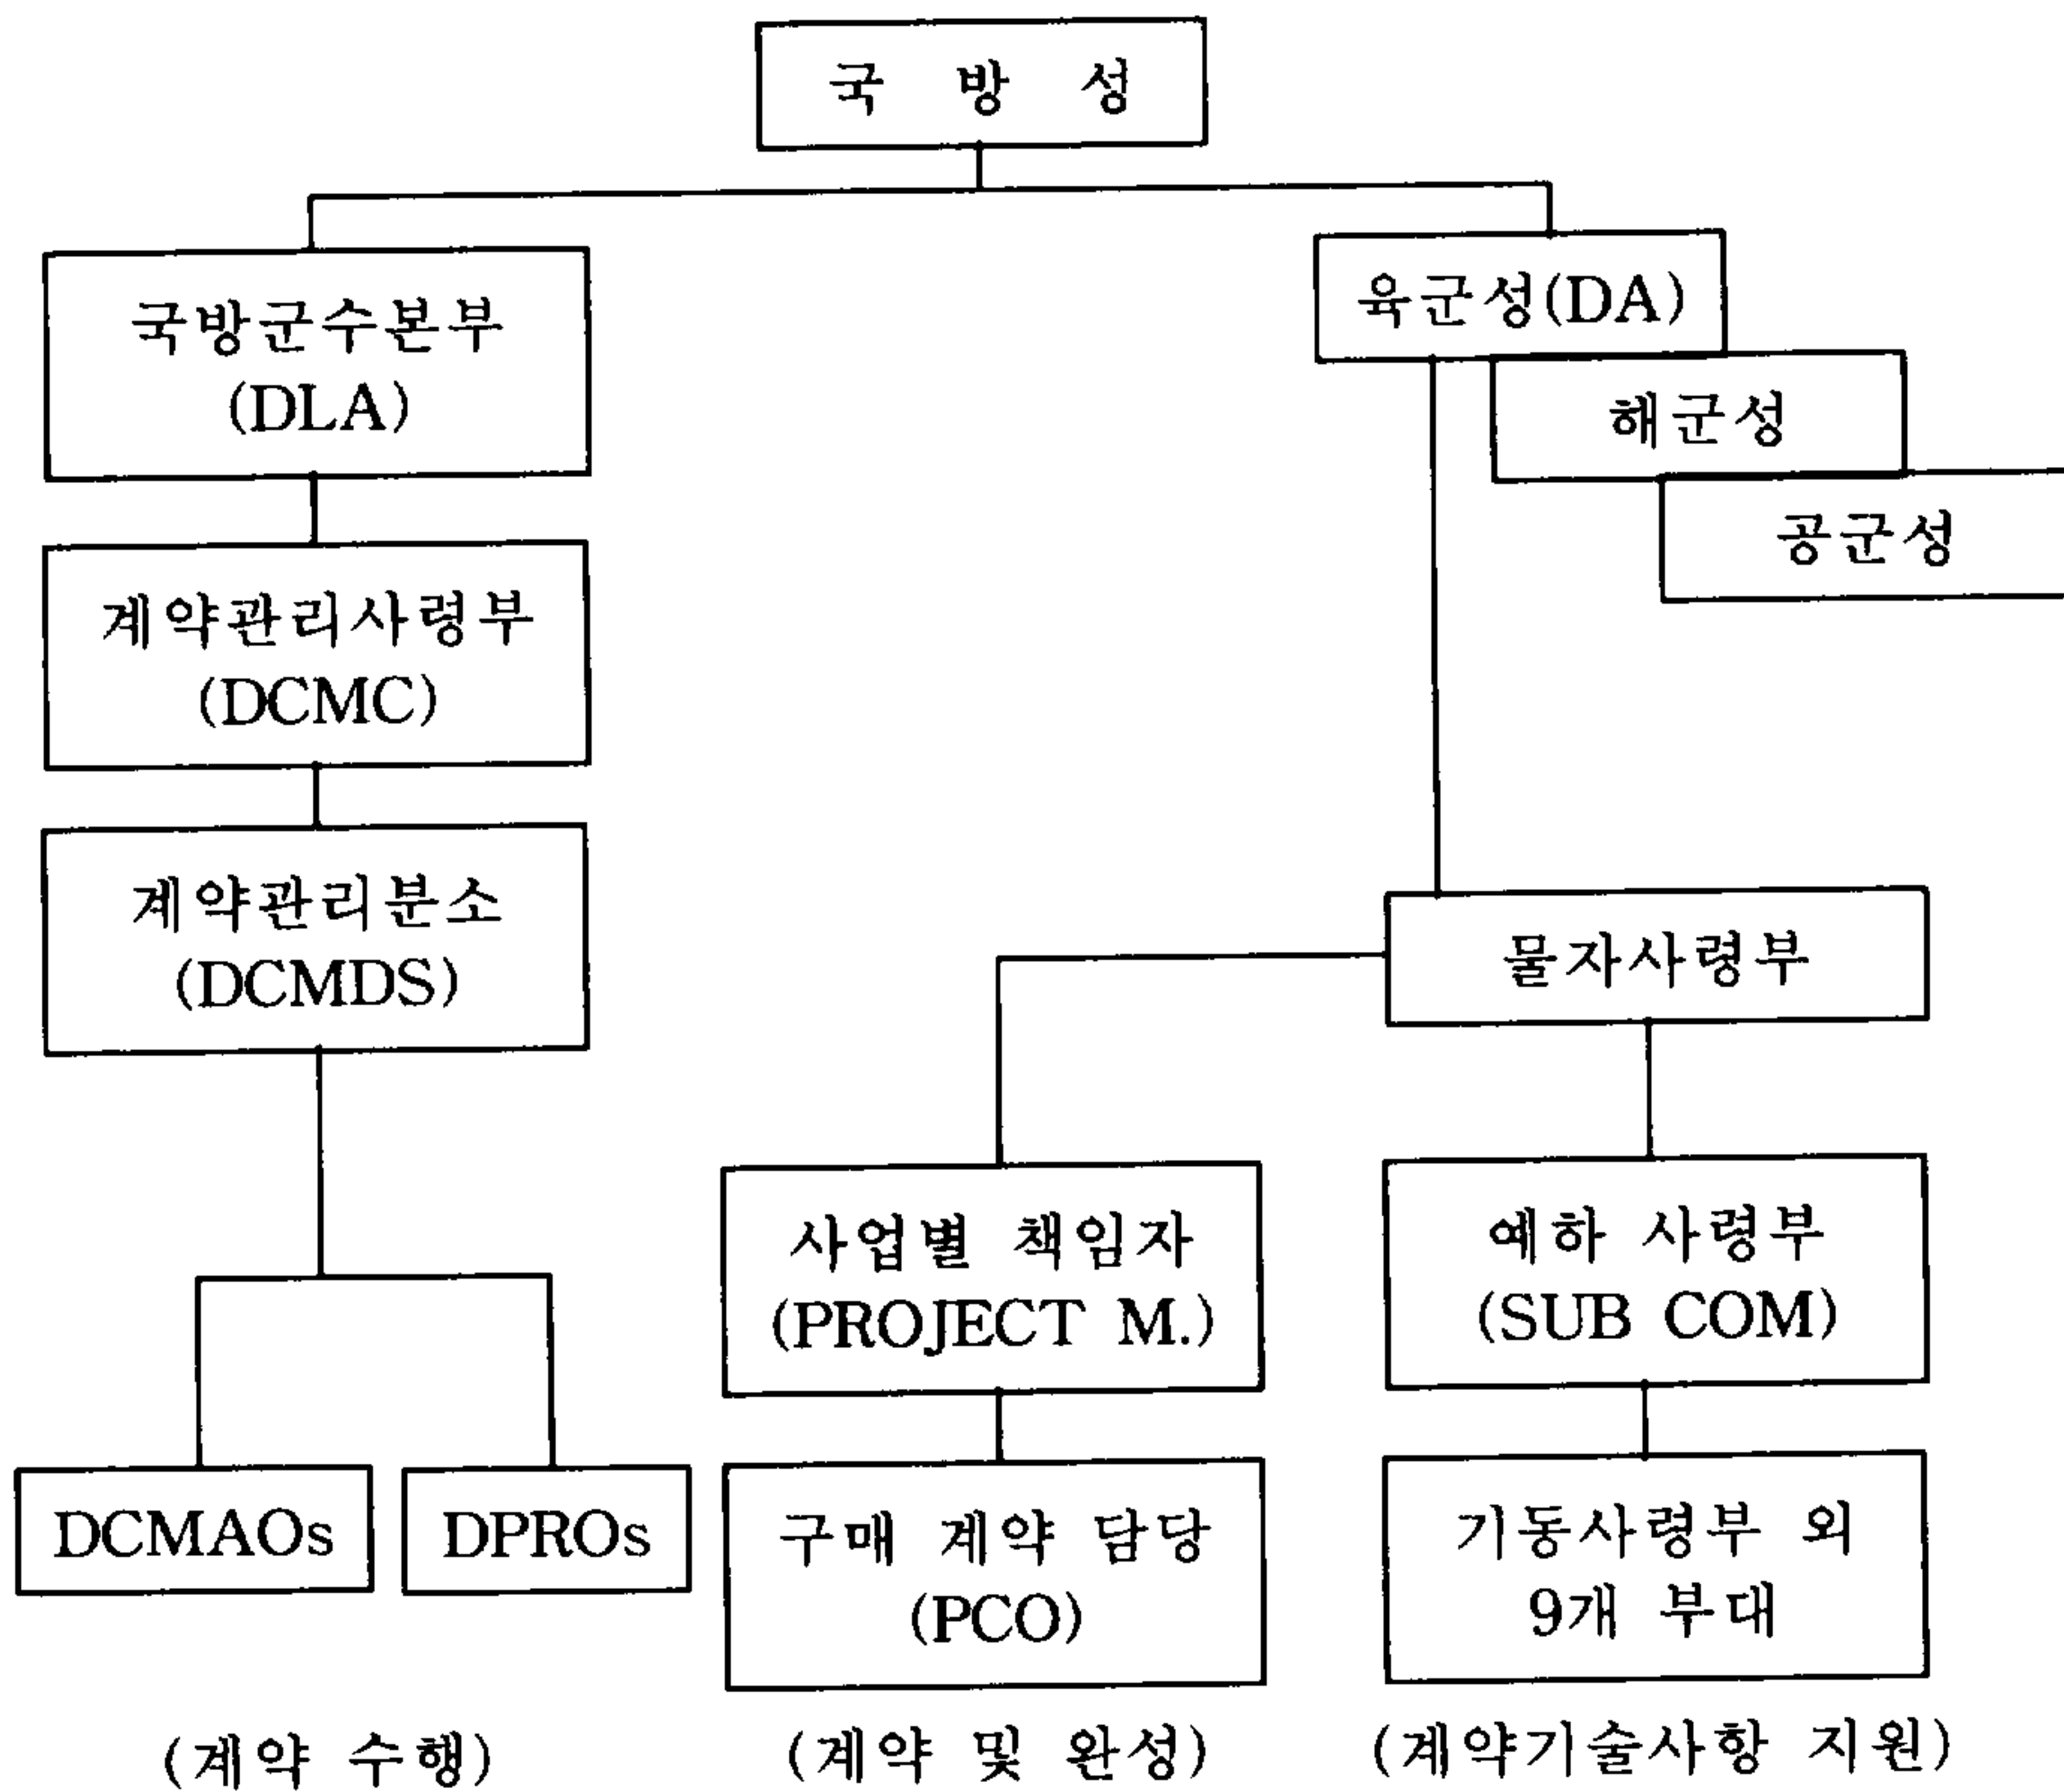 국 방 성
국방군수본부
(DLA)
육군성(DA)
해군성
공군성
계약관리사령부
(DCMC)
계약관리분소
(DCMDS)
물자사령부
사업별 책임자
(PROJECT M.)
예하 사령부
(SUB COM)
DCMAOs
DPROs
구매 계약 담당
(PCO)
기동사령부 외
9개 부대
(계약 수행)
(계약 및 완성)
(계약기술사항 지원)